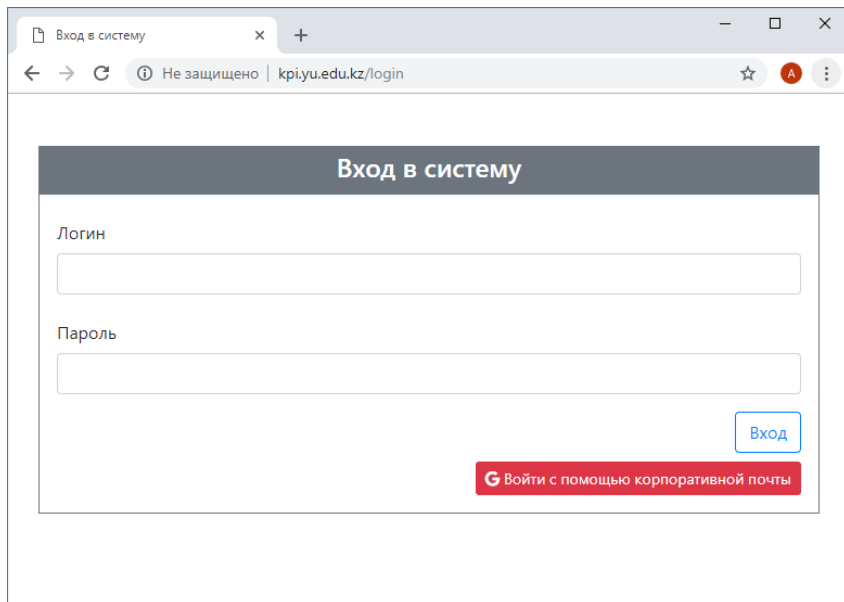 Вход в систему
Не защищено | kpi.yu.edu.kz/login
A
Вход в систему
Логин
Пароль
Вход
G Войти с помощью корпоративной почты